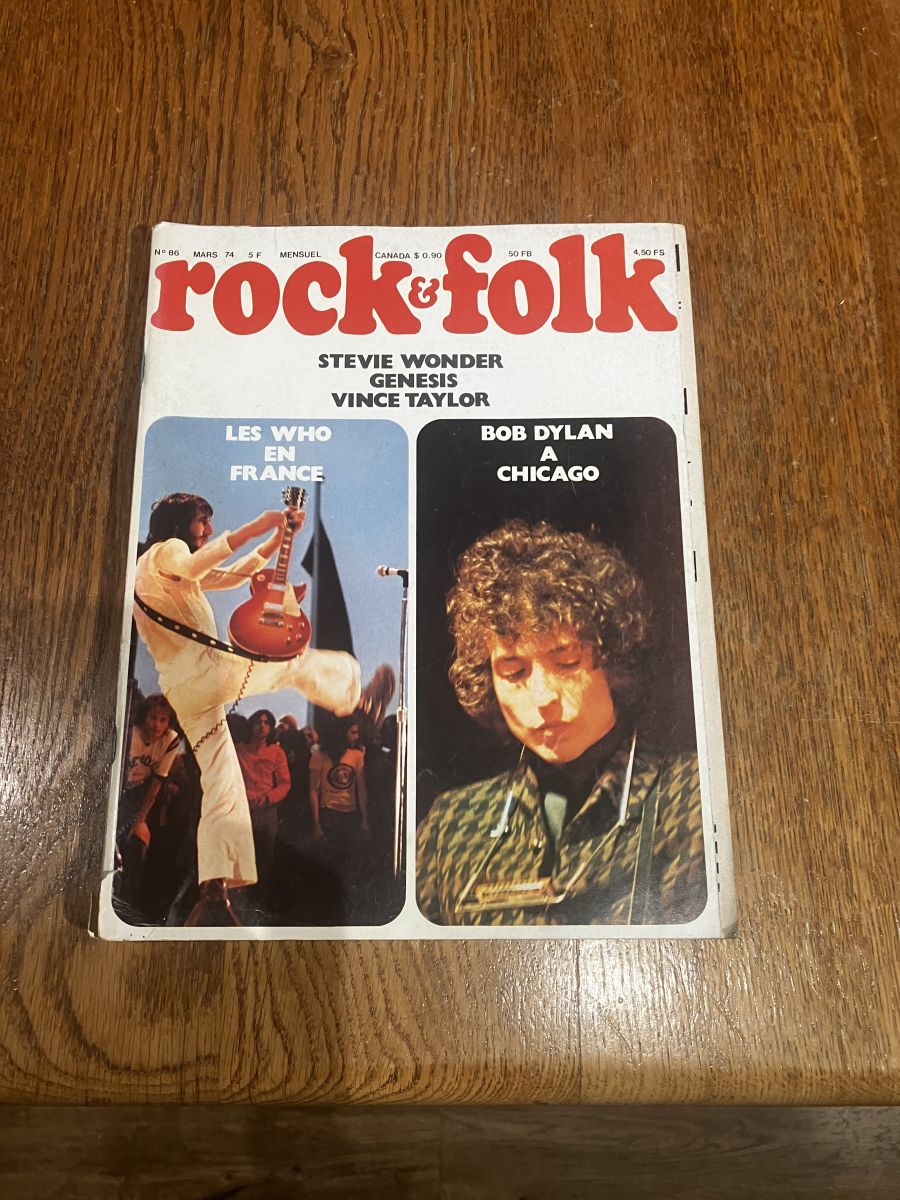 Nº 86 MARS 74 5 F MENSUEL CANADA $ 0.90 50 FB 4,50 FS
rock&folk
STEVIE WONDER
GENESIS
VINCE TAYLOR
LES WHO
EN
FRANCE
BOB DYLAN
A
CHICAGO